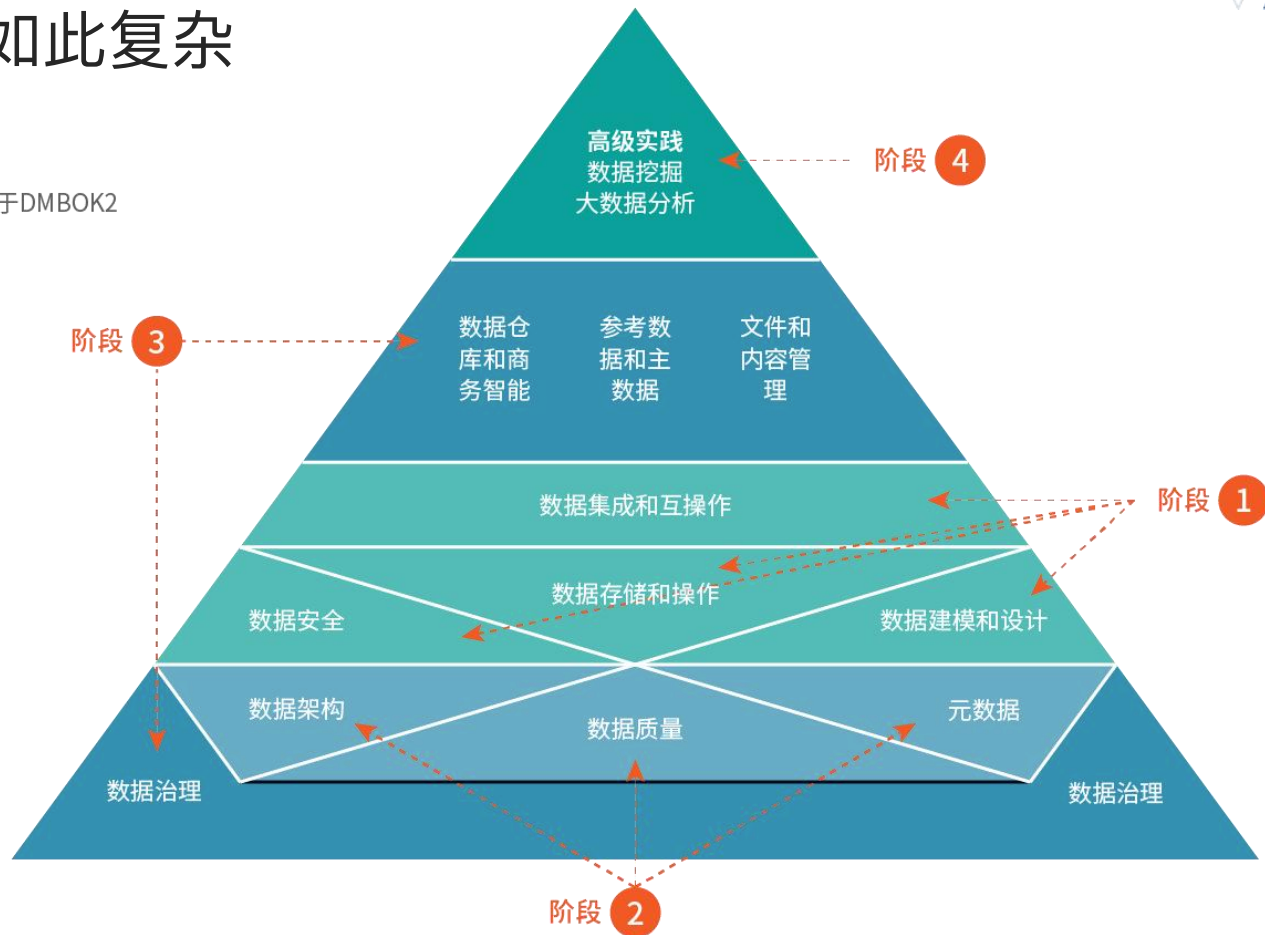 如此复杂
于DMBOK2
高级实践
数据挖掘
大数据分析
阶段 4
阶段 3
数据仓
库和商
务智能
参考数
据和主
数据
文件和
内容管
理
数据集成和互操作
阶段 1
数据存储和操作
数据安全
数据建模和设计
数据架构
数据质量
元数据
数据治理
数据治理
阶段 2